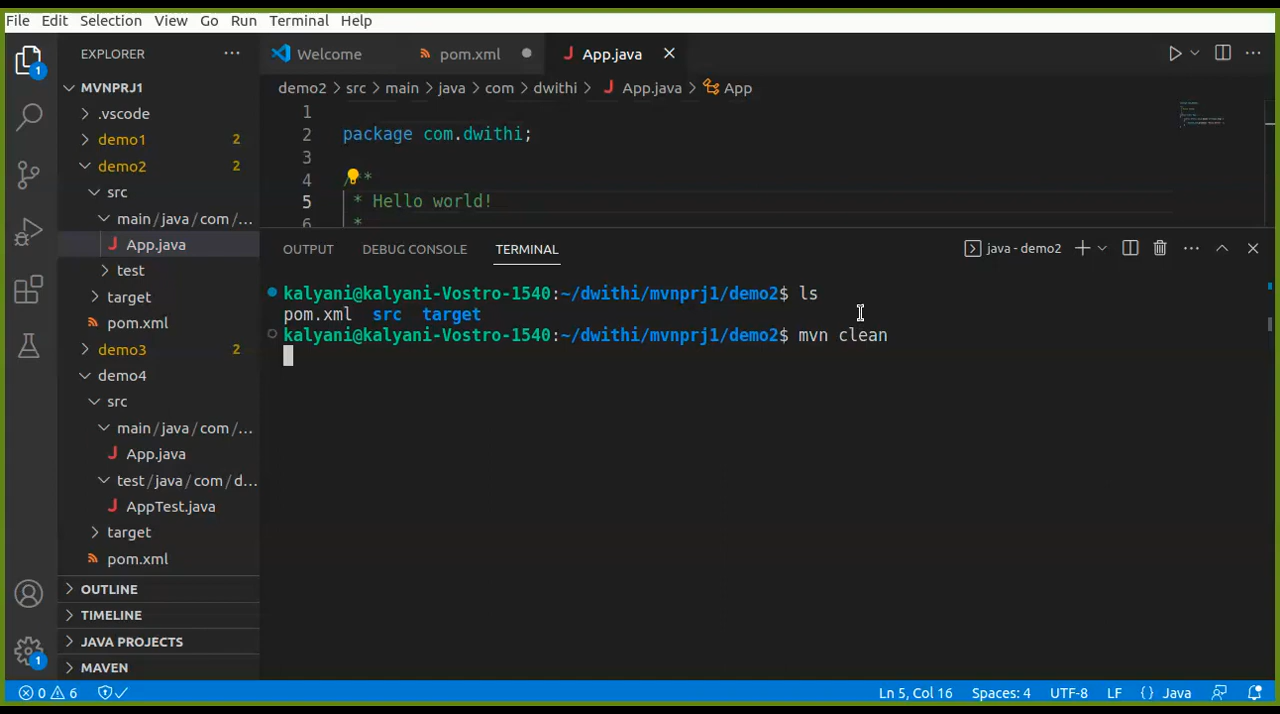 File Edit Selection View Go Run Terminal Help
EXPLORER
Welcome
pom.xml
App.java
MVNPRJ1
demo2 > src > main > java > com > dwithi > App.java > App
.vscode
demo1 2
demo2 2
src
main/java/com/...
App.java
test
target
pom.xml
demo3 2
demo4
src
main/java/com/...
App.java
test/java/com/d...
AppTest.java
target
pom.xml
OUTLINE
TIMELINE
JAVA PROJECTS
MAVEN
1
1
1
2 package com.dwithi;
3
4 /**
5 * Hello world!
6 *
OUTPUT DEBUG CONSOLE TERMINAL
java - demo2
kalyani@kalyani-Vostro-1540:~/dwithi/mvnprj1/demo2$ ls
pom.xml src target
kalyani@kalyani-Vostro-1540:~/dwithi/mvnprj1/demo2$ mvn clean
0 6
Ln 5, Col 16 Spaces: 4 UTF-8 LF {} Java